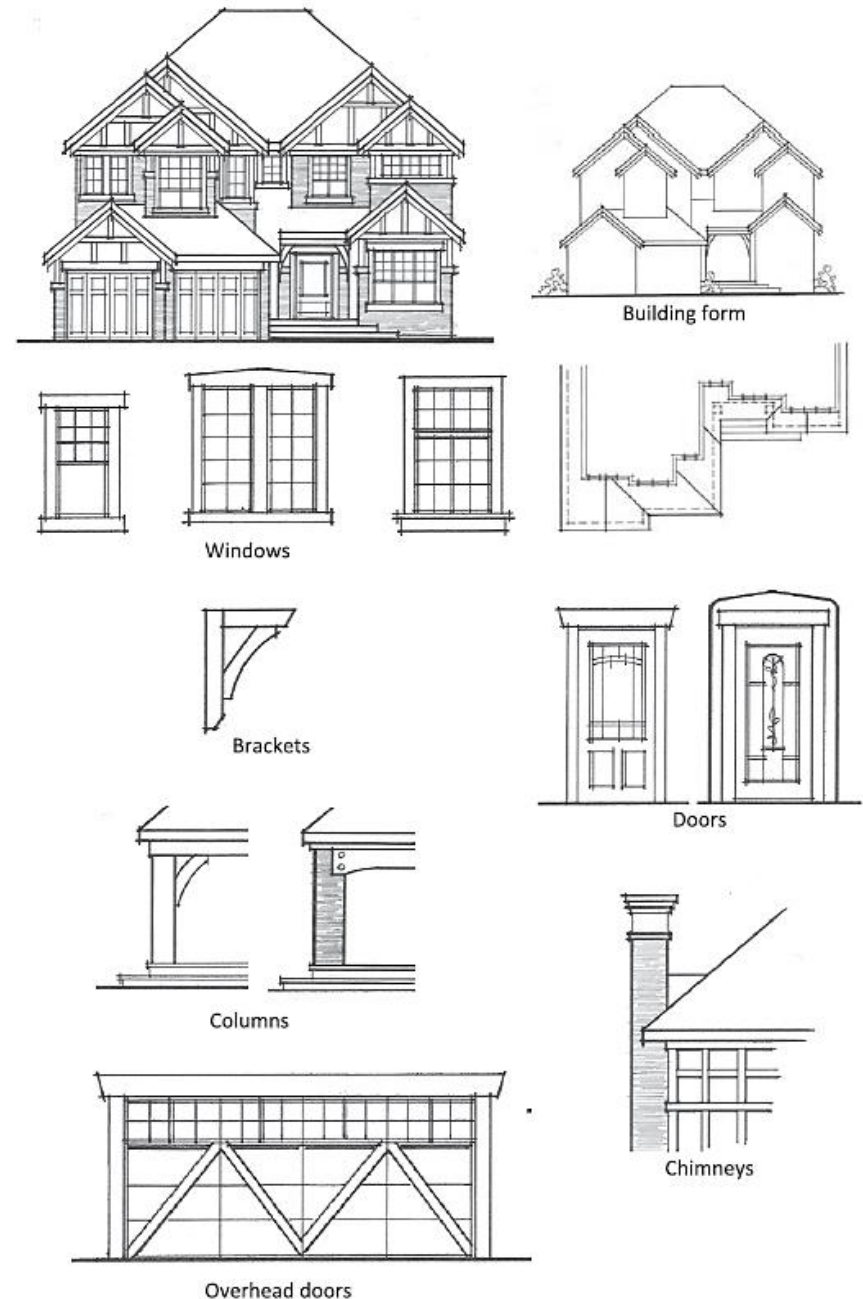 Building form
Windows
Brackets
Doors
Columns
Chimneys
Overhead doors